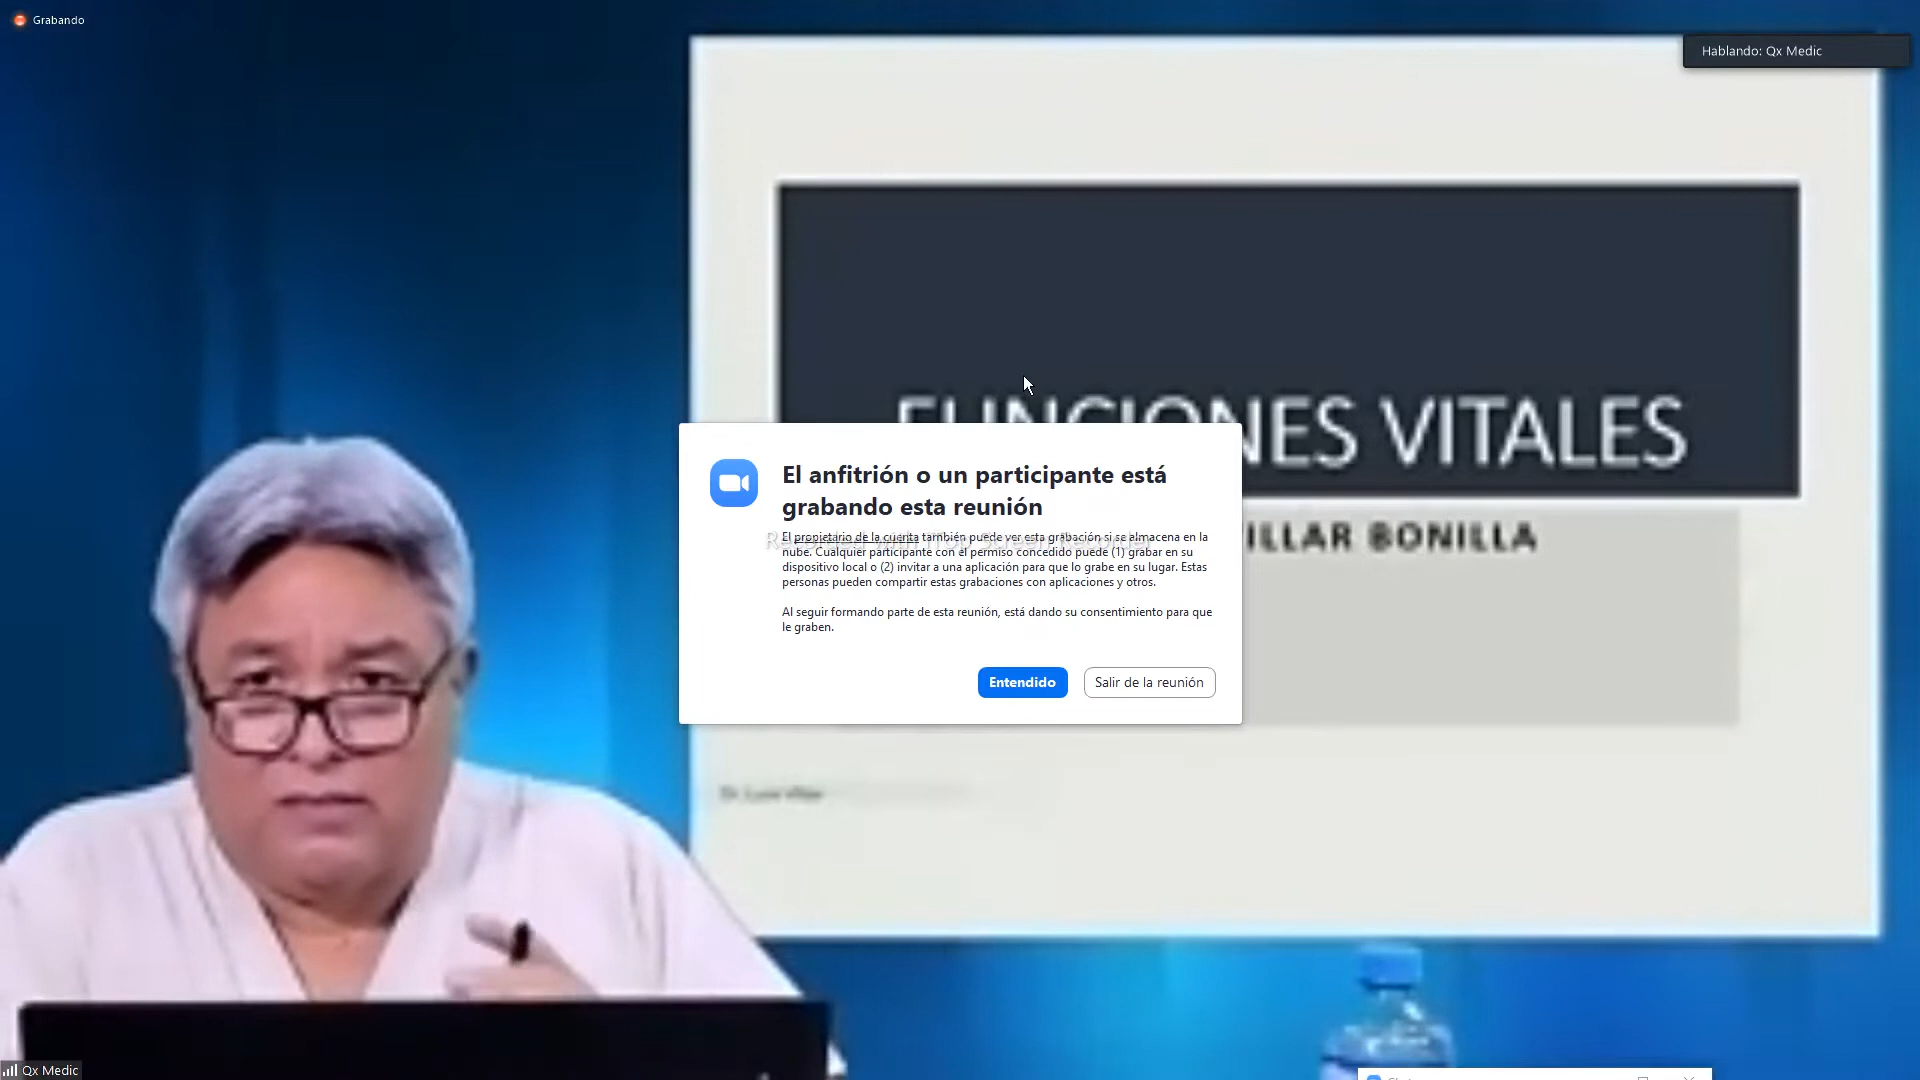 Grabando
Hablando: Qx Medic
FUNCIONES VITALES
VILLAR BONILLA
El anfitrión o un participante está
grabando esta reunión
El propietario de la cuenta también puede ver esta grabación si se almacena en la
nube. Cualquier participante con el permiso concedido puede (1) grabar en su
dispositivo local o (2) invitar a una aplicación para que lo grabe en su lugar. Estas
personas pueden compartir estas grabaciones con aplicaciones y otros.
Al seguir formando parte de esta reunión, está dando su consentimiento para que
le graben.
Entendido
Salir de la reunión
Qx Medic